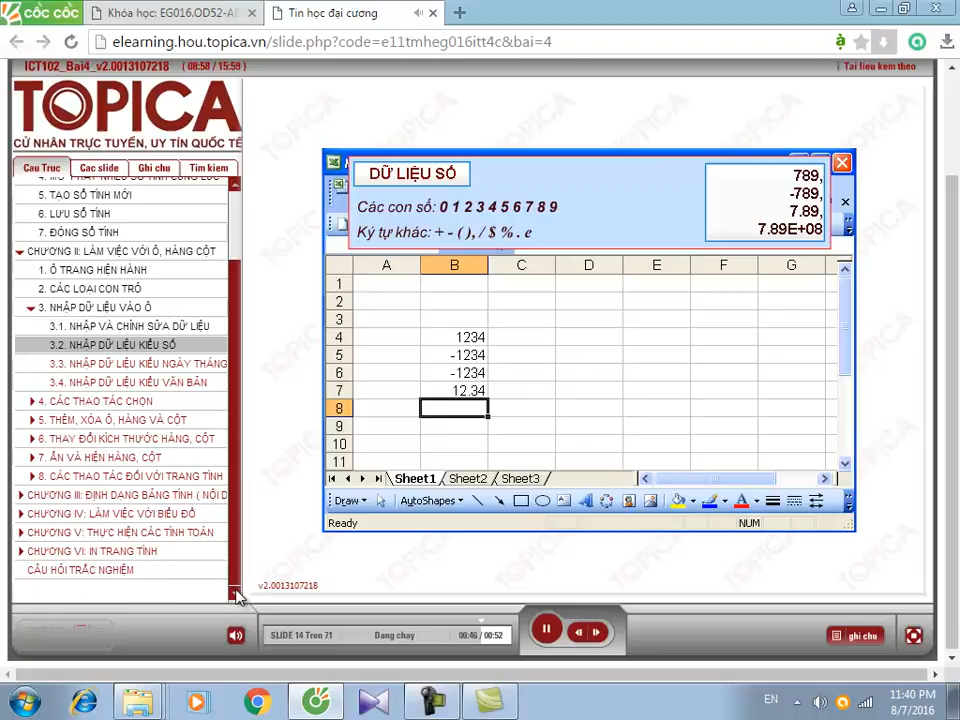 CỐC CỐC
Khóa học: EG016.OD52-AD
Tin học đại cương
elearning.hou.topica.vn/slide.php?code=e11tmheg016itt4c&bai=4
ICT102_Bai4_v2.0013107218 ( 08:58 / 15:59 )
Tai lieu kem theo
TOPICA
CỬ NHÂN TRỰC TUYẾN, UY TÍN QUỐC TẾ
Cau Truc Cac slide Ghi chu Tim kiem
5. TẠO SỔ TÍNH MỚI
6. LƯU SỔ TÍNH
7. ĐÓNG SỔ TÍNH
CHƯƠNG II: LÀM VIỆC VỚI Ô, HÀNG CỘT
1. Ô TRANG HIỆN HÀNH
2. CÁC LOẠI CON TRỎ
3. NHẬP DỮ LIỆU VÀO Ô
3.1. NHẬP VÀ CHỈNH SỬA DỮ LIỆU
3.2. NHẬP DỮ LIỆU KIỂU SỐ
3.3. NHẬP DỮ LIỆU KIỂU NGÀY THÁNG
3.4. NHẬP DỮ LIỆU KIỂU VĂN BẢN
4. CÁC THAO TÁC CHỌN
5. THÊM, XÓA Ô, HÀNG VÀ CỘT
6. THAY ĐỔI KÍCH THƯỚC HÀNG, CỘT
7. ẨN VÀ HIỆN HÀNG, CỘT
8. CÁC THAO TÁC ĐỐI VỚI TRANG TÍNH
CHƯƠNG III: ĐỊNH DẠNG BẢNG TÍNH ( NỘI D
CHƯƠNG IV: LÀM VIỆC VỚI BIỂU ĐỒ
CHƯƠNG V: THỰC HIỆN CÁC TÍNH TOÁN
CHƯƠNG VI: IN TRANG TÍNH
CÂU HỎI TRẮC NGHIỆM
DỮ LIỆU SỐ
Các con số: 0 1 2 3 4 5 6 7 8 9
Ký tự khác: + - ( ), / $ % . e
789,
-789,
7.89,
7.89E+08
A B C D E F G
1
2
3
4 1234
5 -1234
6 -1234
7 12.34
8
9
10
11
Sheet1 Sheet2 Sheet3
Draw AutoShapes
Ready NUM
v2.0013107218
SLIDE 14 Tren 71 Dang chay 00:46 / 00:52
ghi chu
EN
11:40 PM
8/7/2016